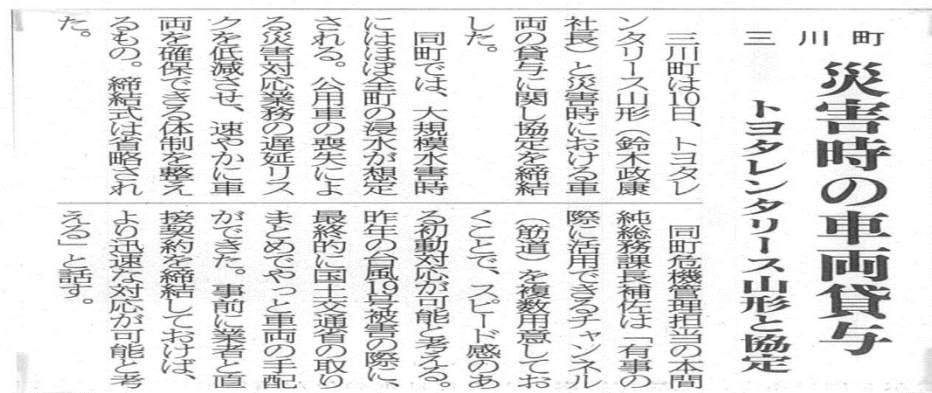 三川町
災害時の車両貸与
トヨタレンタリース山形と協定
三川町は10日、トヨタレ
ンタリース山形（鈴木政康
社長）と災害時における車
両の貸与に関し協定を締結
した。
同町では、大規模水害時
にはほぼ全町の浸水が想定
される。公用車の喪失によ
る災害対応業務の遅延リス
クを低減させ、速やかに車
両を確保できる体制を整え
るもの。締結式は省略され
た。
同町危機管理担当の本間
純総務課長補佐は「有事の
際に活用できるチャンネル
（筋道）を複数用意してお
くことで、スピード感のあ
る初動対応が可能と考える。
昨年の台風19号被害の際に、
最終的に国土交通省の取り
まとめでやっと車両の手配
ができた。事前に業者と直
接契約を締結しておけば、
より迅速な対応が可能と考
える」と話す。